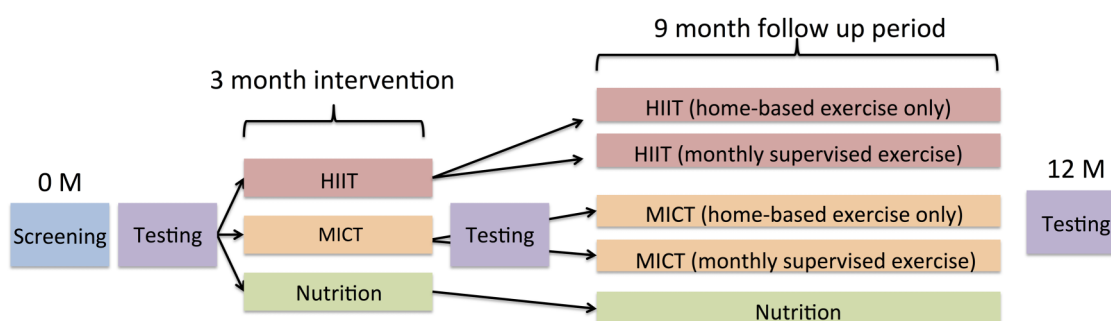 9 month follow up period
3 month intervention
HIIT (home-based exercise only)
HIIT (monthly supervised exercise)
0 M
HIIT
12 M
Screening
Testing
MICT
Testing
MICT (home-based exercise only)
MICT (monthly supervised exercise)
Testing
Nutrition
Nutrition